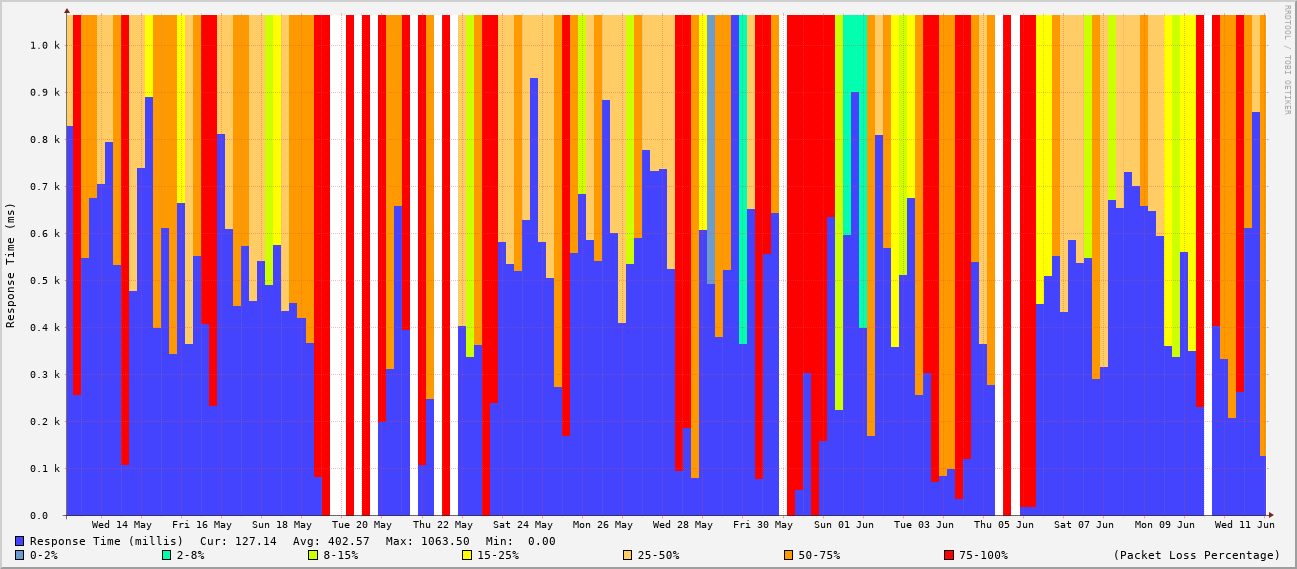 RRDTOOL / TOBI OETIKER
Response Time (ms)
1.0 k
0.9 k
0.8 k
0.7 k
0.6 k
0.5 k
0.4 k
0.3 k
0.2 k
0.1 k
0.0
Wed 14 May Fri 16 May Sun 18 May Tue 20 May Thu 22 May Sat 24 May Mon 26 May Wed 28 May Fri 30 May Sun 01 Jun Tue 03 Jun Thu 05 Jun Sat 07 Jun Mon 09 Jun Wed 11 Jun
Response Time (millis) Cur: 127.14 Avg: 402.57 Max: 1063.50 Min: 0.00
0-2% 2-8% 8-15% 15-25% 25-50% 50-75% 75-100% (Packet Loss Percentage)